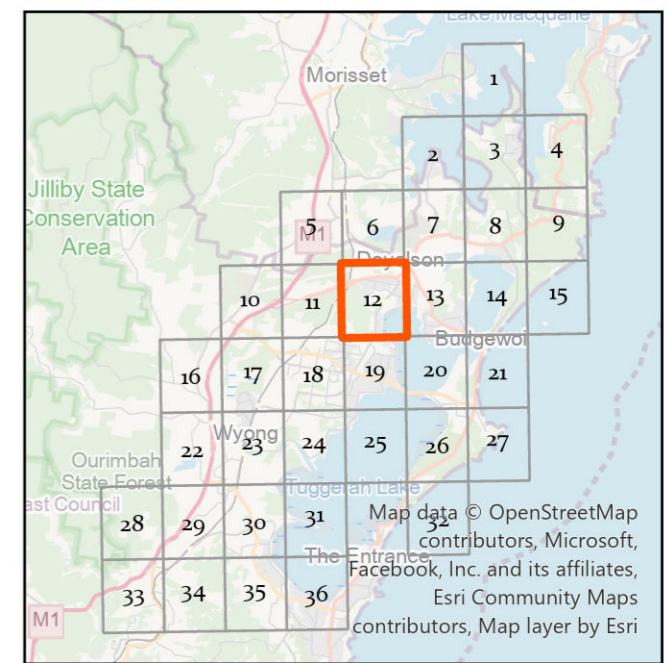 Lake Macquarie
Morisset
1
2 3 4
Jilliby State
Conservation
Area
5 6 7 8 9
M1
Doyalson
10 11 12 13 14 15
Budgewoi
16 17 18 19 20 21
Wyong
22 23 24 25 26 27
Ourimbah
State Forest
ast Council
Tuggerah Lake
28 29 30 31 32
Map data © OpenStreetMap
contributors, Microsoft,
The Entrance
Facebook, Inc. and its affiliates,
33 34 35 36
Esri Community Maps
M1
contributors, Map layer by Esri